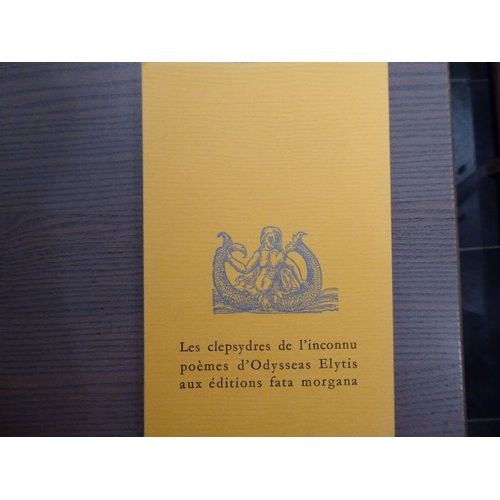 Les clepsydres de l'inconnu
poèmes d'Odysseas Elytis
aux éditions fata morgana